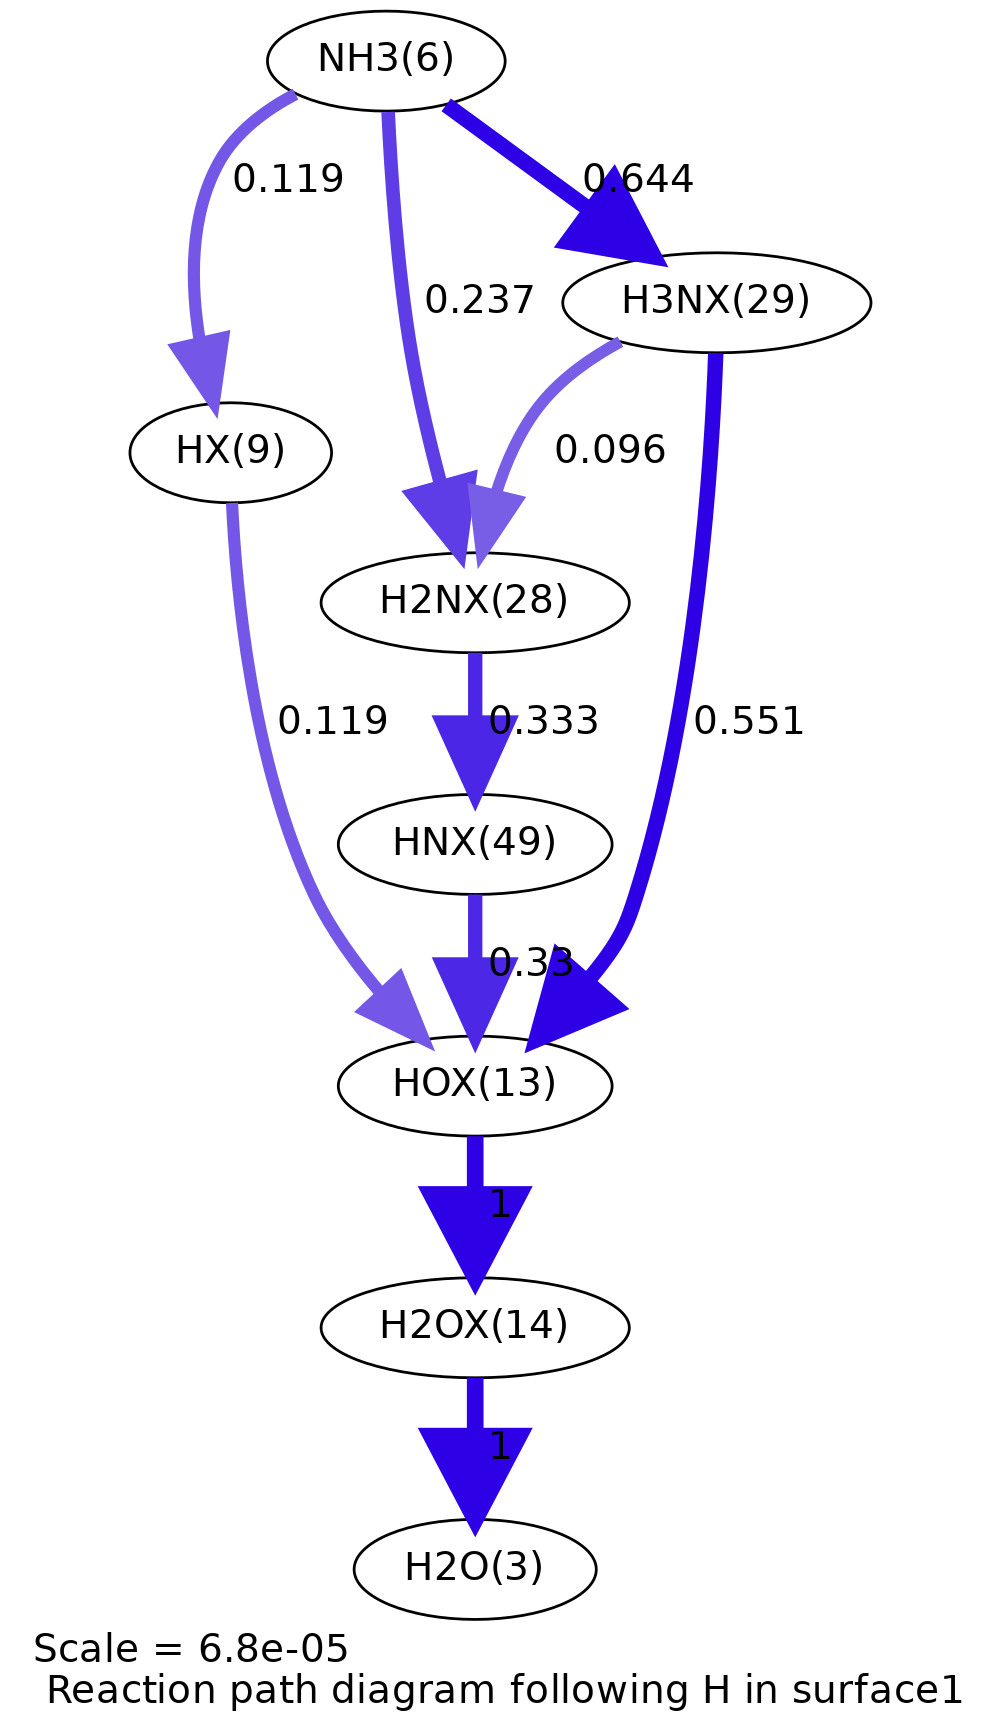 NH3(6)
0.119
0.644
0.237
H3NX(29)
HX(9)
0.096
H2NX(28)
0.119
0.333
0.551
HNX(49)
0.33
HOX(13)
1
H2OX(14)
1
H2O(3)
Scale = 6.8e-05
Reaction path diagram following H in surface1